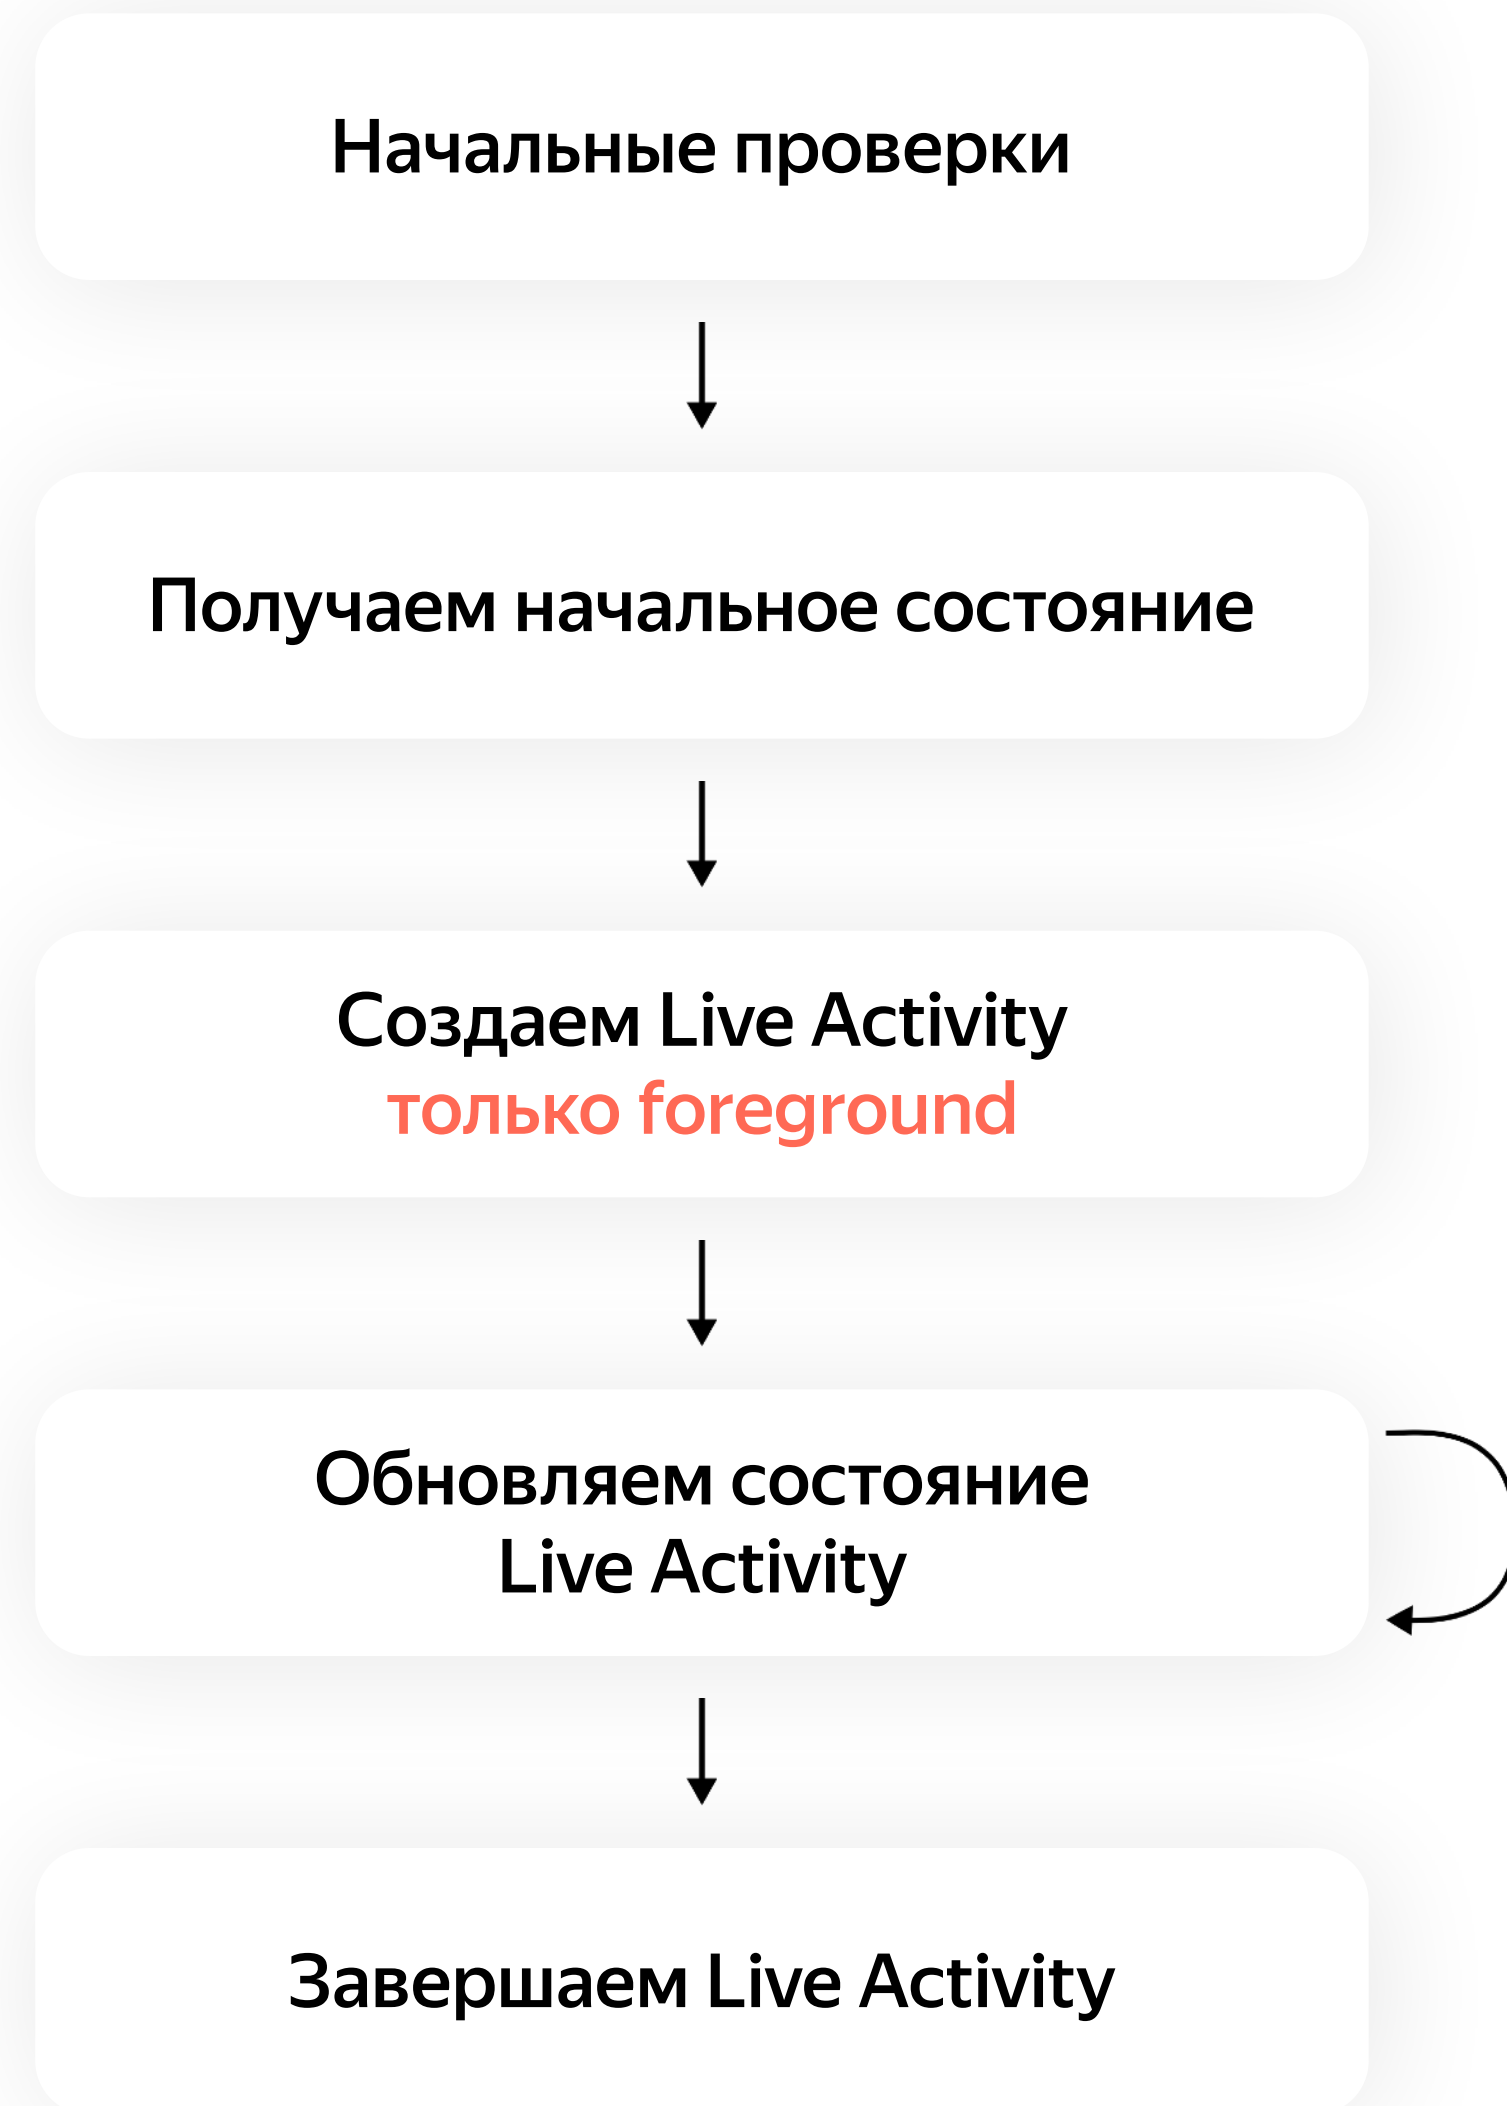 Начальные проверки
Получаем начальное состояние
Создаем Live Activity
только foreground
Обновляем состояние
Live Activity
Завершаем Live Activity